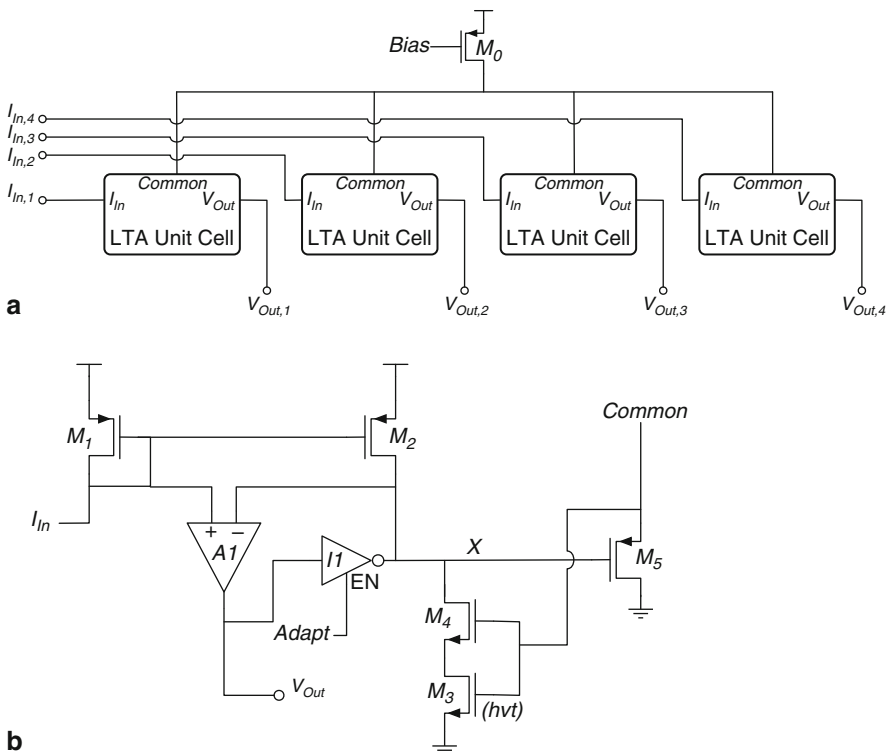 Bias
M0
IIn,4
IIn,3
IIn,2
IIn,1
Common
IIn
VOut
LTA Unit Cell
Common
IIn
VOut
LTA Unit Cell
Common
IIn
VOut
LTA Unit Cell
Common
IIn
VOut
LTA Unit Cell
VOut,1
VOut,2
VOut,3
VOut,4
a
M1
M2
Common
IIn
+ −
A1
I1
EN
X
M5
Adapt
M4
M3
(hvt)
VOut
b